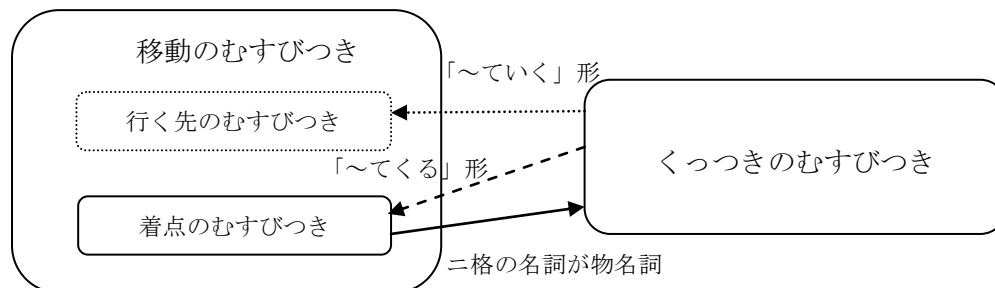 移動のむすびつき
「～ていく」形
行く先のむすびつき
くっつきのむすびつき
「～てくる」形
着点のむすびつき
ニ格の名詞が物名詞